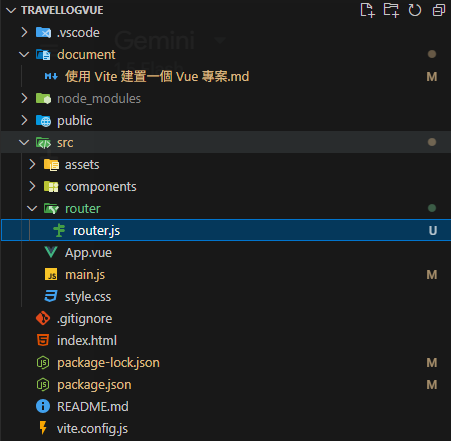 TRAVELLOGVUE
.vscode
document
使用 Vite 建置一個 Vue 專案.md M
node_modules
public
src
assets
components
router
router.js U
App.vue
main.js M
style.css
.gitignore
index.html
package-lock.json M
package.json M
README.md
vite.config.js
Gemini